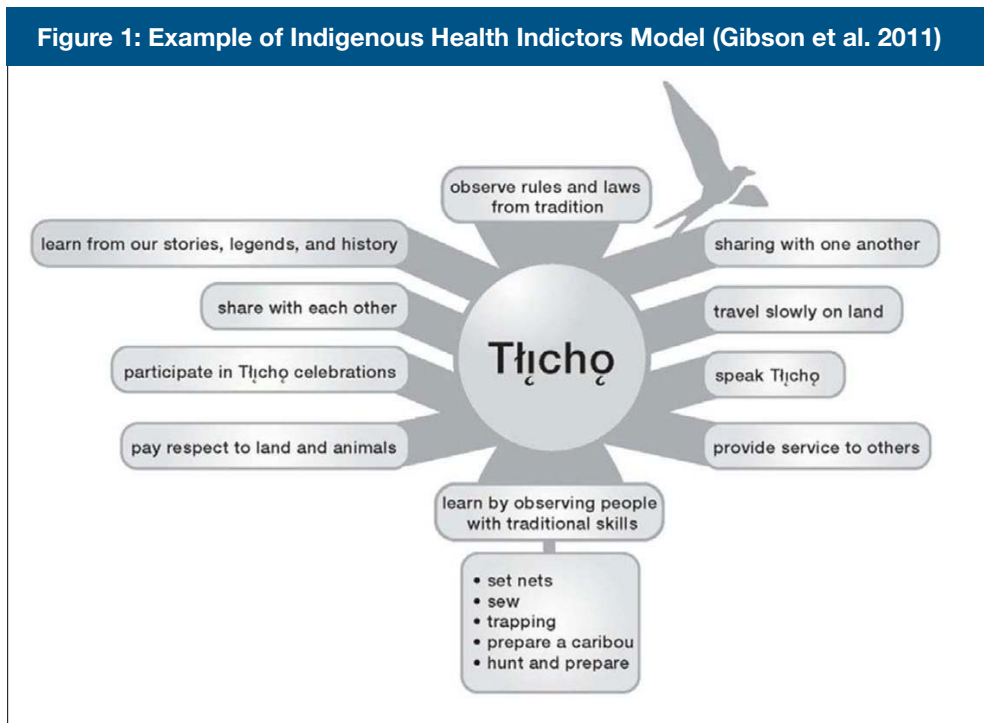 Figure 1: Example of Indigenous Health Indictors Model (Gibson et al. 2011)
observe rules and laws
from tradition
learn from our stories, legends, and history
sharing with one another
share with each other
travel slowly on land
Tłı̨chǫ
participate in Tłı̨chǫ celebrations
speak Tłı̨chǫ
pay respect to land and animals
provide service to others
learn by observing people
with traditional skills
• set nets
• sew
• trapping
• prepare a caribou
• hunt and prepare